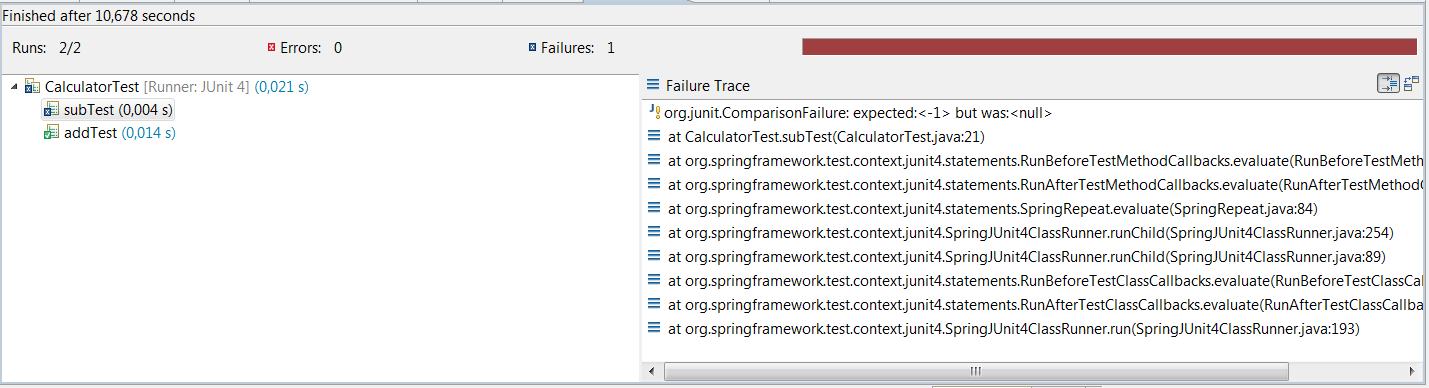 Finished after 10,678 seconds
Runs: 2/2 Errors: 0 Failures: 1
CalculatorTest [Runner: JUnit 4] (0,021 s)
subTest (0,004 s)
addTest (0,014 s)
Failure Trace
org.junit.ComparisonFailure: expected:<-1> but was:<null>
at CalculatorTest.subTest(CalculatorTest.java:21)
at org.springframework.test.context.junit4.statements.RunBeforeTestMethodCallbacks.evaluate(RunBeforeTestMeth
at org.springframework.test.context.junit4.statements.RunAfterTestMethodCallbacks.evaluate(RunAfterTestMethodC
at org.springframework.test.context.junit4.statements.SpringRepeat.evaluate(SpringRepeat.java:84)
at org.springframework.test.context.junit4.SpringJUnit4ClassRunner.runChild(SpringJUnit4ClassRunner.java:254)
at org.springframework.test.context.junit4.SpringJUnit4ClassRunner.runChild(SpringJUnit4ClassRunner.java:89)
at org.springframework.test.context.junit4.statements.RunBeforeTestClassCallbacks.evaluate(RunBeforeTestClassCal
at org.springframework.test.context.junit4.statements.RunAfterTestClassCallbacks.evaluate(RunAfterTestClassCallba
at org.springframework.test.context.junit4.SpringJUnit4ClassRunner.run(SpringJUnit4ClassRunner.java:193)